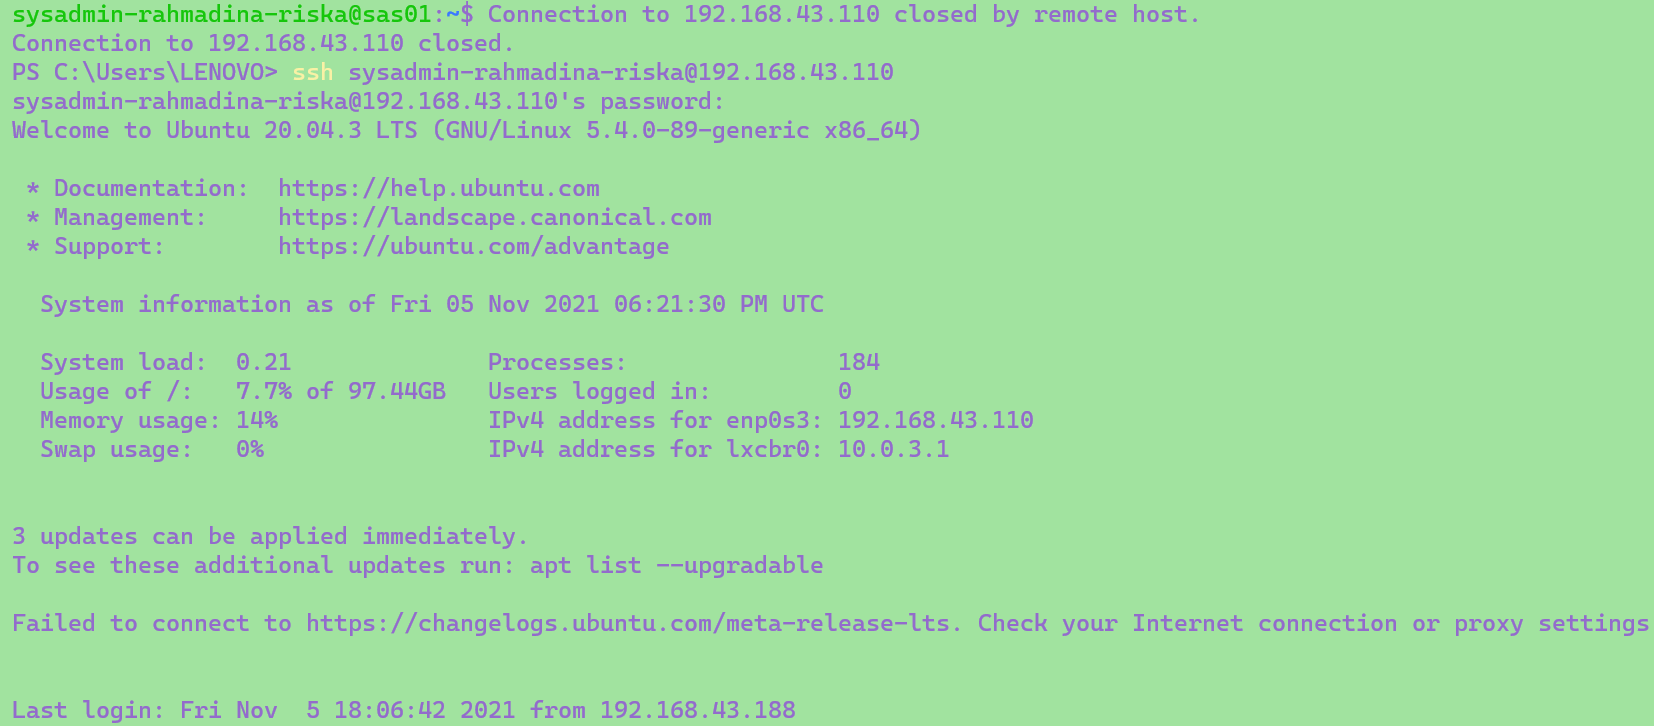 sysadmin-rahmadina-riska@sas01:~$ Connection to 192.168.43.110 closed by remote host.
Connection to 192.168.43.110 closed.
PS C:\Users\LENOVO> ssh sysadmin-rahmadina-riska@192.168.43.110
sysadmin-rahmadina-riska@192.168.43.110's password:
Welcome to Ubuntu 20.04.3 LTS (GNU/Linux 5.4.0-89-generic x86_64)
* Documentation:  https://help.ubuntu.com
* Management:     https://landscape.canonical.com
* Support:        https://ubuntu.com/advantage
System information as of Fri 05 Nov 2021 06:21:30 PM UTC
System load:  0.21              Processes:               184
Usage of /:   7.7% of 97.44GB   Users logged in:         0
Memory usage: 14%               IPv4 address for enp0s3: 192.168.43.110
Swap usage:   0%                IPv4 address for lxcbr0: 10.0.3.1
3 updates can be applied immediately.
To see these additional updates run: apt list --upgradable
Failed to connect to https://changelogs.ubuntu.com/meta-release-lts. Check your Internet connection or proxy settings
Last login: Fri Nov  5 18:06:42 2021 from 192.168.43.188